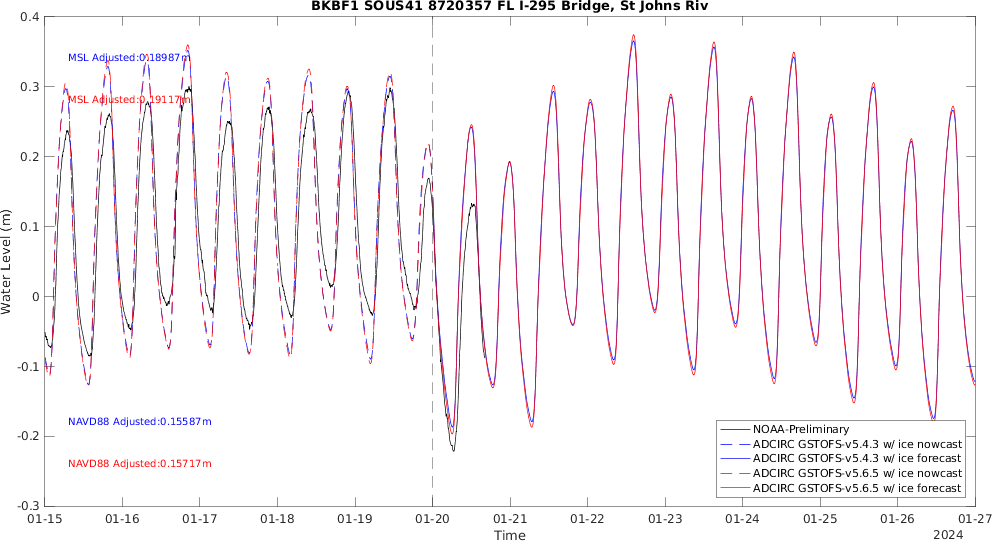 BKBF1 SOUS41 8720357 FL I-295 Bridge, St Johns Riv
0.4
0.3
0.2
0.1
0
-0.1
-0.2
-0.3
Water Level (m)
MSL Adjusted:0.18987m
MSL Adjusted:0.19117m
NAVD88 Adjusted:0.15587m
NAVD88 Adjusted:0.15717m
NOAA-Preliminary
ADCIRC GSTOFS-v5.4.3 w/ ice nowcast
ADCIRC GSTOFS-v5.4.3 w/ ice forecast
ADCIRC GSTOFS-v5.6.5 w/ ice nowcast
ADCIRC GSTOFS-v5.6.5 w/ ice forecast
01-15 01-16 01-17 01-18 01-19 01-20 01-21 01-22 01-23 01-24 01-25 01-26 01-27
Time
2024